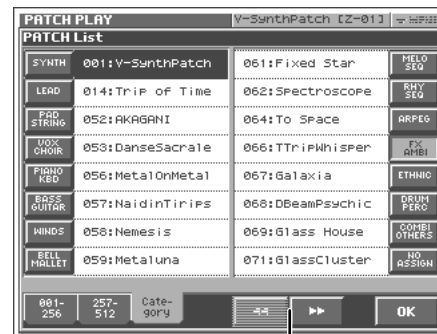 PATCH PLAY
V-SynthPatch [Z-01]
PATCH List
SYNTH
001:V-SynthPatch
061:Fixed Star
MELO
SEQ
LEAD
014:Trip of Time
062:Spectroscope
RHY
SEQ
PAD
STRING
052:AKAGANI
064:To Space
ARPEG
VOX
CHOIR
053:DanseSacrale
066:TTripWhisper
FX
AMBI
PIANO
KBD
056:MetalOnMetal
067:Galaxia
ETHNIC
BASS
GUITAR
057:NaidinTirips
068:DBeamPsychic
DRUM
PERC
WINDS
058:Nemesis
069:Glass House
COMBI
OTHERS
BELL
MALLET
059:Metaluna
071:GlassCluster
NO
ASSIGN
001-
256
257-
512
Cate-
gory
OK